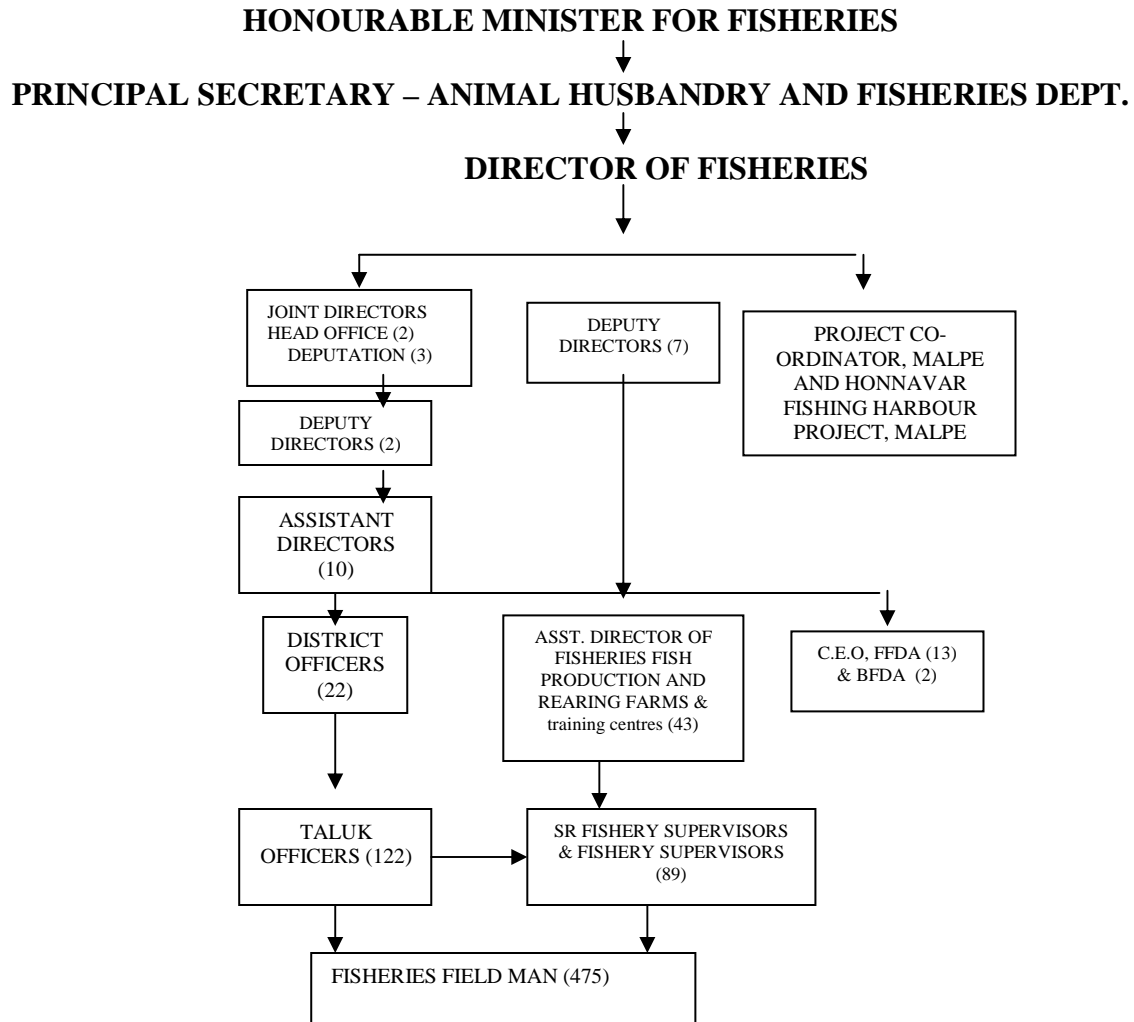 HONOURABLE MINISTER FOR FISHERIES
PRINCIPAL SECRETARY – ANIMAL HUSBANDRY AND FISHERIES DEPT.
DIRECTOR OF FISHERIES
JOINT DIRECTORS
HEAD OFFICE (2)
DEPUTATION (3)
DEPUTY
DIRECTORS (7)
PROJECT CO-
ORDINATOR, MALPE
AND HONNAVAR
FISHING HARBOUR
PROJECT, MALPE
DEPUTY
DIRECTORS (2)
ASSISTANT
DIRECTORS
(10)
DISTRICT
OFFICERS
(22)
ASST. DIRECTOR OF
FISHERIES FISH
PRODUCTION AND
REARING FARMS &
training centres (43)
C.E.O, FFDA (13)
& BFDA (2)
TALUK
OFFICERS (122)
SR FISHERY SUPERVISORS
& FISHERY SUPERVISORS
(89)
FISHERIES FIELD MAN (475)